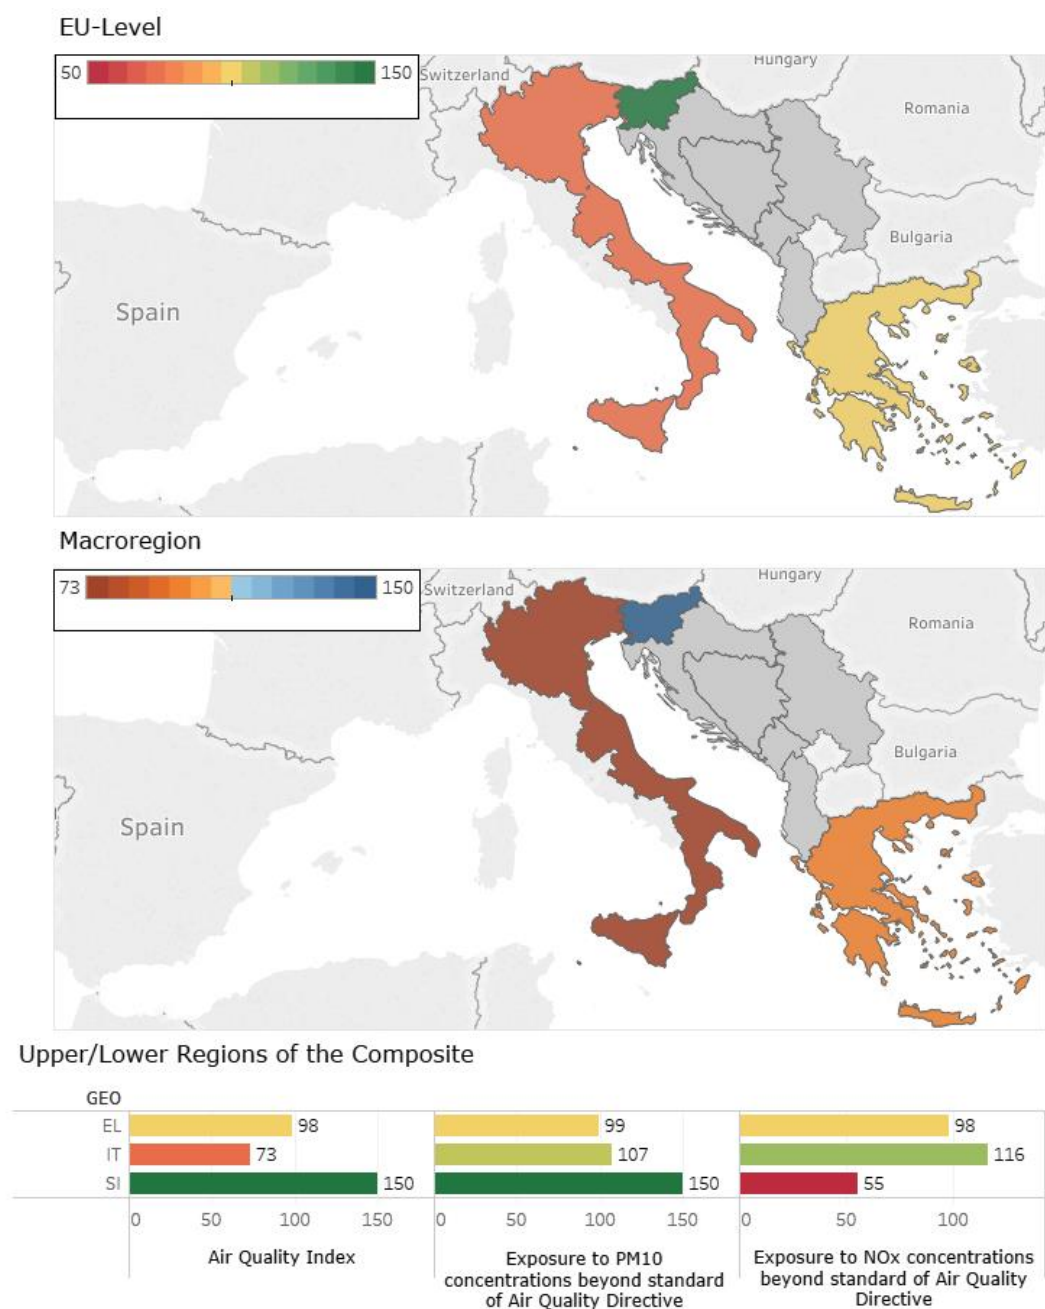 EU-Level
50 150
Switzerland
Hungary
Romania
Bulgaria
Spain
Macroregion
73 150
Switzerland
Hungary
Romania
Bulgaria
Spain
Upper/Lower Regions of the Composite
GEO
EL 98 99 98
IT 73 107 116
SI 150 150 55
0 50 100 150 0 50 100 150 0 50 100
Air Quality Index
Exposure to PM10
concentrations beyond standard
of Air Quality Directive
Exposure to NOx concentrations
beyond standard of Air Quality
Directive